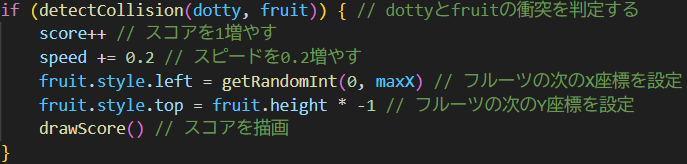 if (detectCollision(dotty, fruit)) { // dottyとfruitの衝突を判定する
    score++ // スコアを1増やす
    speed += 0.2 // スピードを0.2増やす
    fruit.style.left = getRandomInt(0, maxX) // フルーツの次のX座標を設定
    fruit.style.top = fruit.height * -1 // フルーツの次のY座標を設定
    drawScore() // スコアを描画
}